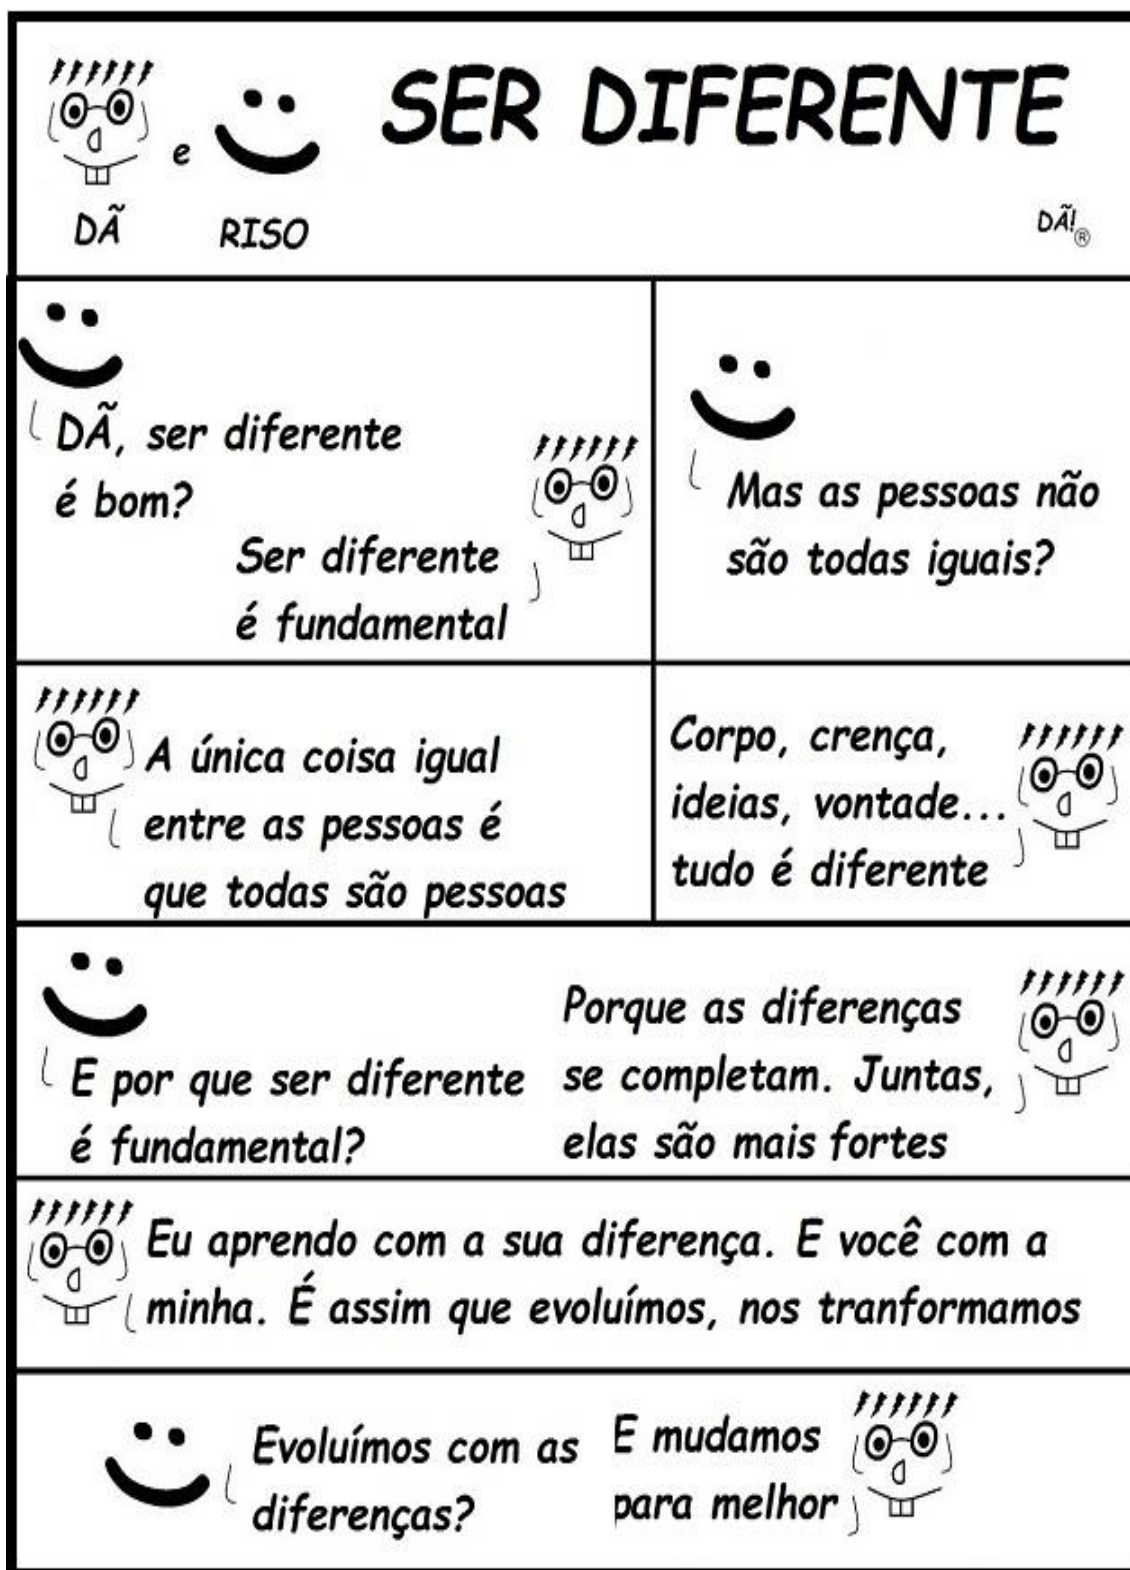 SER DIFERENTE
e
DÃ
RISO
DÃ!®
DÃ, ser diferente
é bom?
Ser diferente
é fundamental
Mas as pessoas não
são todas iguais?
A única coisa igual
entre as pessoas é
que todas são pessoas
Corpo, crença,
ideias, vontade...
tudo é diferente
E por que ser diferente
é fundamental?
Porque as diferenças
se completam. Juntas,
elas são mais fortes
Eu aprendo com a sua diferença. E você com a
minha. É assim que evoluímos, nos tranformamos
Evoluímos com as
diferenças?
E mudamos
para melhor